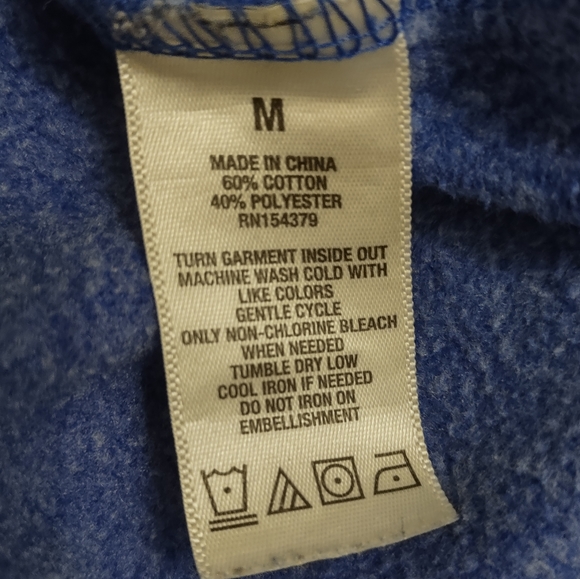 M
MADE IN CHINA
60% COTTON
40% POLYESTER
RN154379
TURN GARMENT INSIDE OUT
MACHINE WASH COLD WITH
LIKE COLORS
GENTLE CYCLE
ONLY NON-CHLORINE BLEACH
WHEN NEEDED
TUMBLE DRY LOW
COOL IRON IF NEEDED
DO NOT IRON ON
EMBELLISHMENT